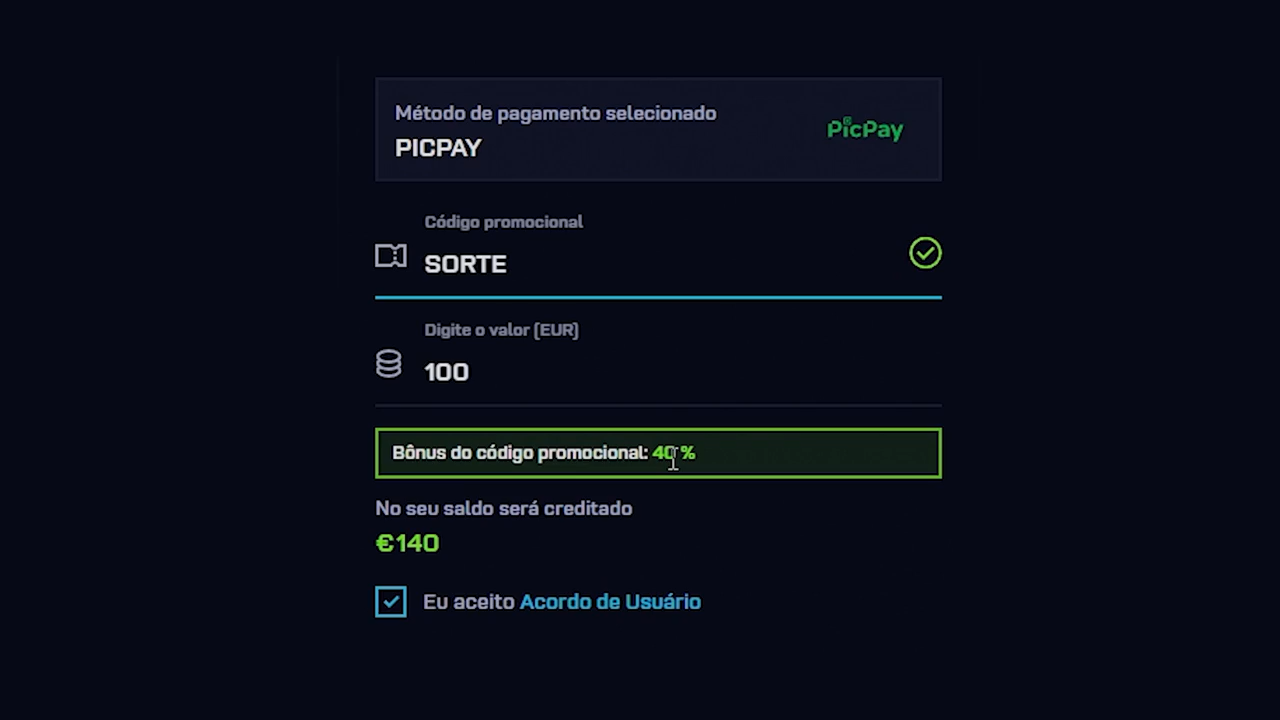 Método de pagamento selecionado
PICPAY
PicPay
Código promocional
SORTE
Digite o valor (EUR)
100
Bônus do código promocional: 40 %
No seu saldo será creditado
€140
Eu aceito Acordo de Usuário